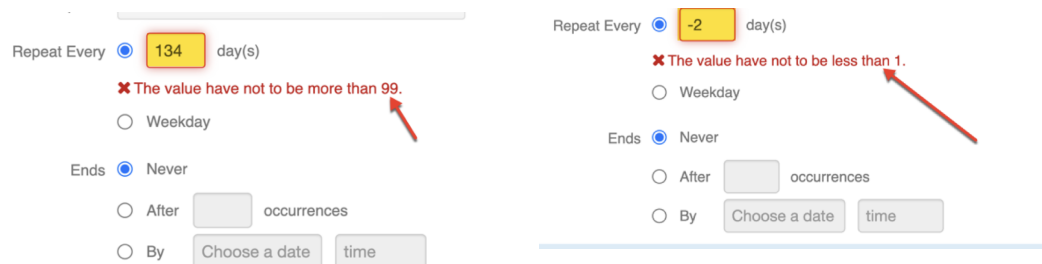 Repeat Every 134 day(s)
✖ The value have not to be more than 99.
Weekday
Ends Never
After occurrences
By Choose a date time
Repeat Every -2 day(s)
✖ The value have not to be less than 1.
Weekday
Ends Never
After occurrences
By Choose a date time